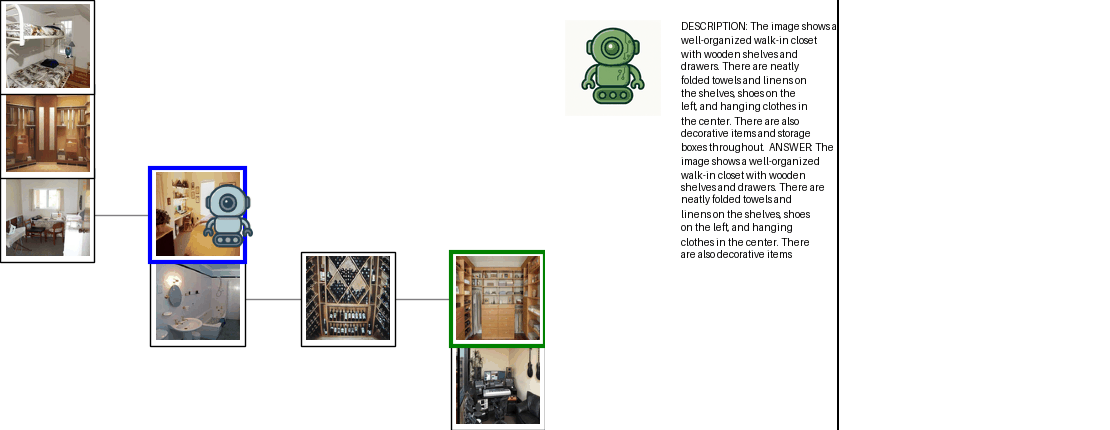 DESCRIPTION: The image shows a
well-organized walk-in closet
with wooden shelves and
drawers. There are neatly
folded towels and linens on
the shelves, shoes on the
left, and hanging clothes in
the center. There are also
decorative items and storage
boxes throughout. ANSWER: The
image shows a well-organized
walk-in closet with wooden
shelves and drawers. There are
neatly folded towels and
linens on the shelves, shoes
on the left, and hanging
clothes in the center. There
are also decorative items